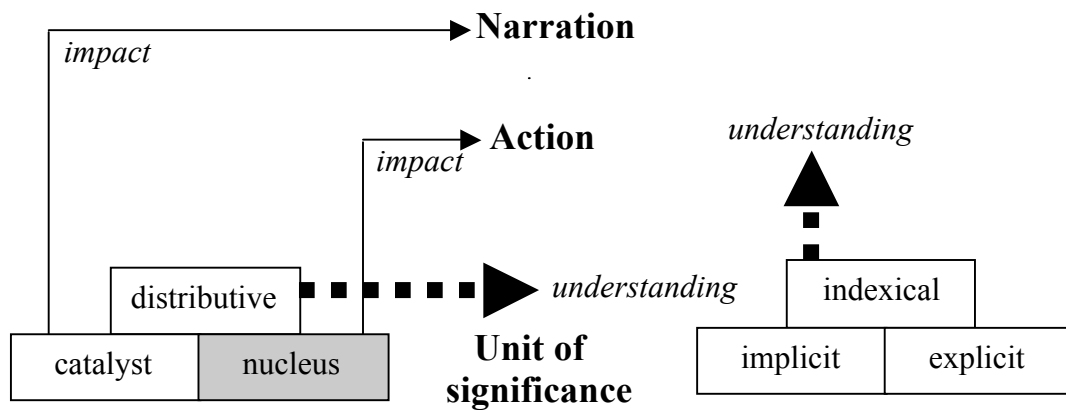 Narration
impact
Action
impact
understanding
distributive
understanding
indexical
catalyst
nucleus
Unit of
significance
implicit
explicit